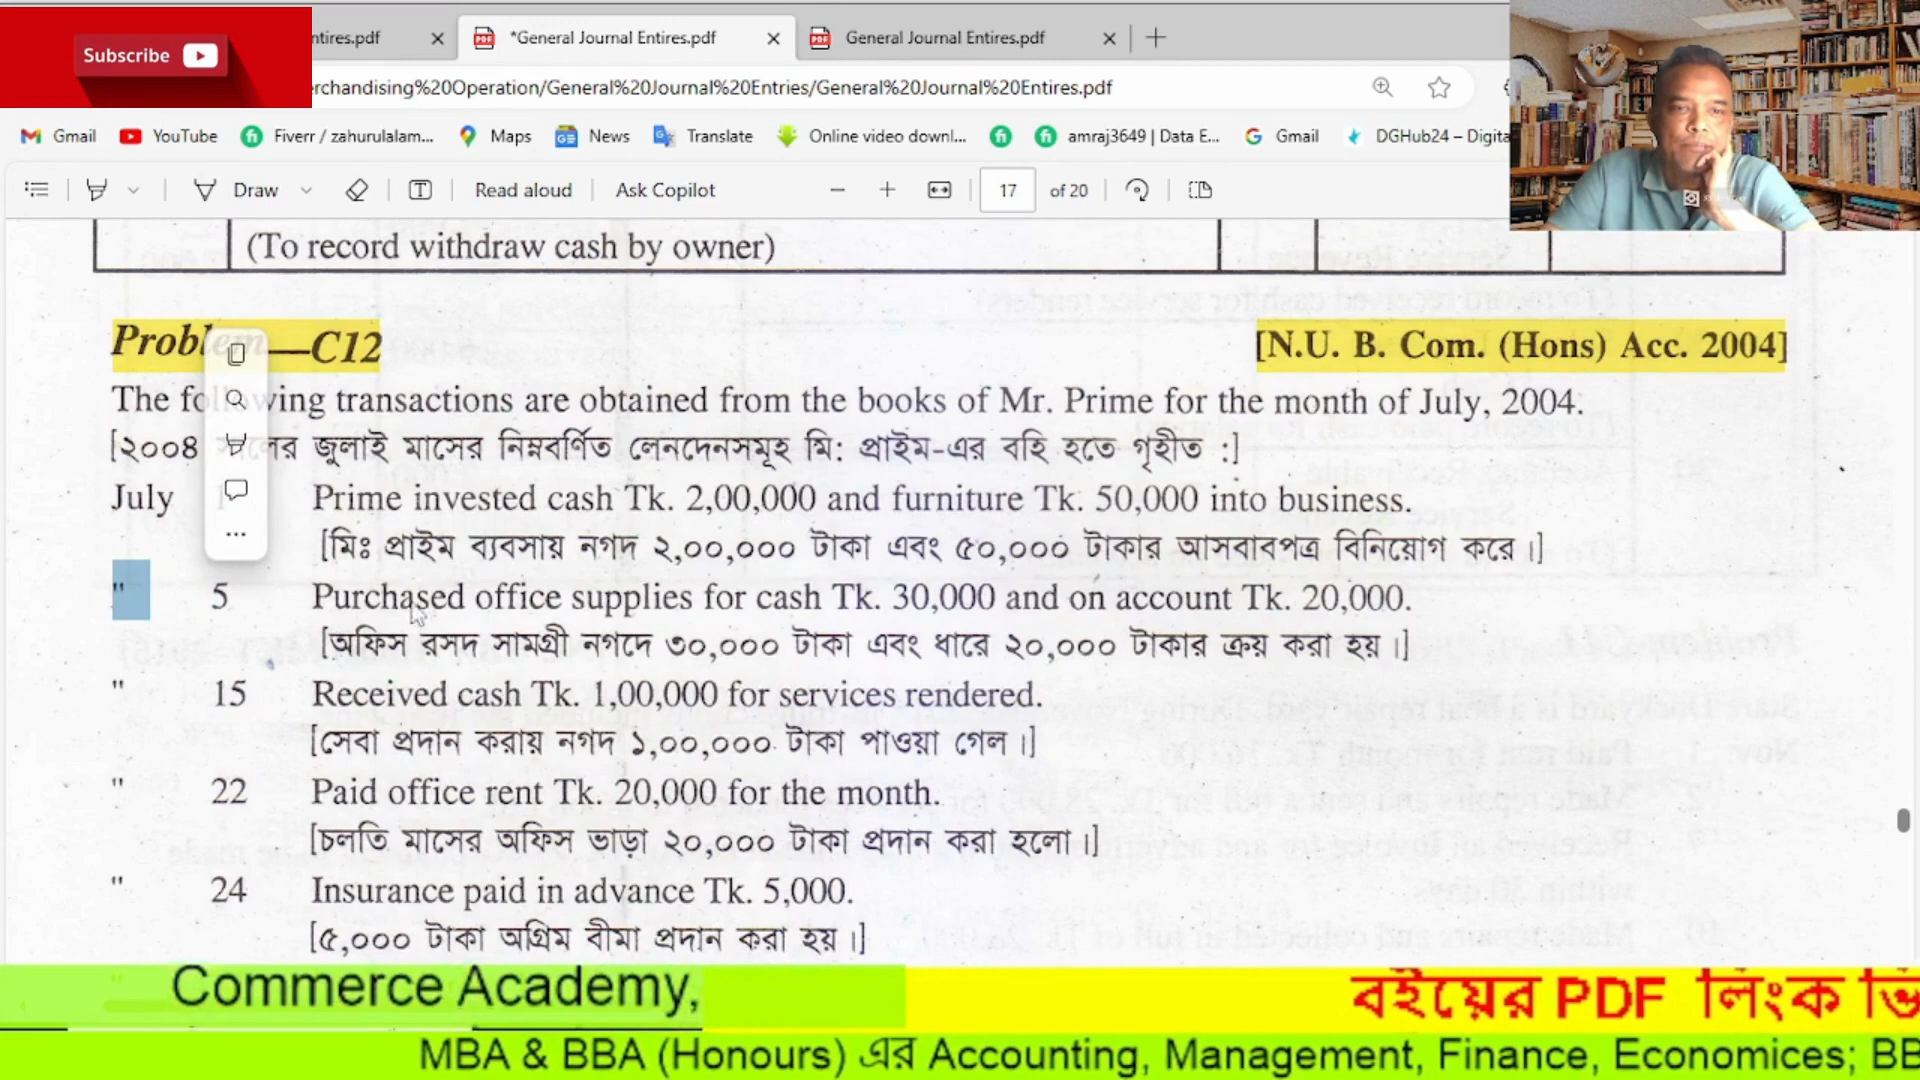 Subscribe
ntires.pdf
*General Journal Entires.pdf
General Journal Entires.pdf
erchandising%20Operation/General%20Journal%20Entries/General%20Journal%20Entires.pdf
Gmail
YouTube
Fiverr / zahurulalam...
Maps
News
Translate
Online video downl...
amraj3649 | Data E...
Gmail
DGHub24 – Digita
Draw
Read aloud
Ask Copilot
17 of 20
(To record withdraw cash by owner)
Problem —C12
[N.U. B. Com. (Hons) Acc. 2004]
The following transactions are obtained from the books of Mr. Prime for the month of July, 2004.
[২০০৪ সালের জুলাই মাসের নিম্নবর্ণিত লেনদেনসমূহ মি: প্রাইম-এর বহি হতে গৃহীত :]
July 1 Prime invested cash Tk. 2,00,000 and furniture Tk. 50,000 into business.
[মিঃ প্রাইম ব্যবসায় নগদ ২,০০,০০০ টাকা এবং ৫০,০০০ টাকার আসবাবপত্র বিনিয়োগ করে।]
" 5 Purchased office supplies for cash Tk. 30,000 and on account Tk. 20,000.
[অফিস রসদ সামগ্রী নগদে ৩০,০০০ টাকা এবং ধারে ২০,০০০ টাকার ক্রয় করা হয়।]
" 15 Received cash Tk. 1,00,000 for services rendered.
[সেবা প্রদান করায় নগদ ১,০০,০০০ টাকা পাওয়া গেল।]
" 22 Paid office rent Tk. 20,000 for the month.
[চলতি মাসের অফিস ভাড়া ২০,০০০ টাকা প্রদান করা হলো।]
" 24 Insurance paid in advance Tk. 5,000.
[৫,০০০ টাকা অগ্রিম বীমা প্রদান করা হয়।]
Commerce Academy,
বইয়ের PDF লিংক ভি
MBA & BBA (Honours) এর Accounting, Management, Finance, Economices; BB